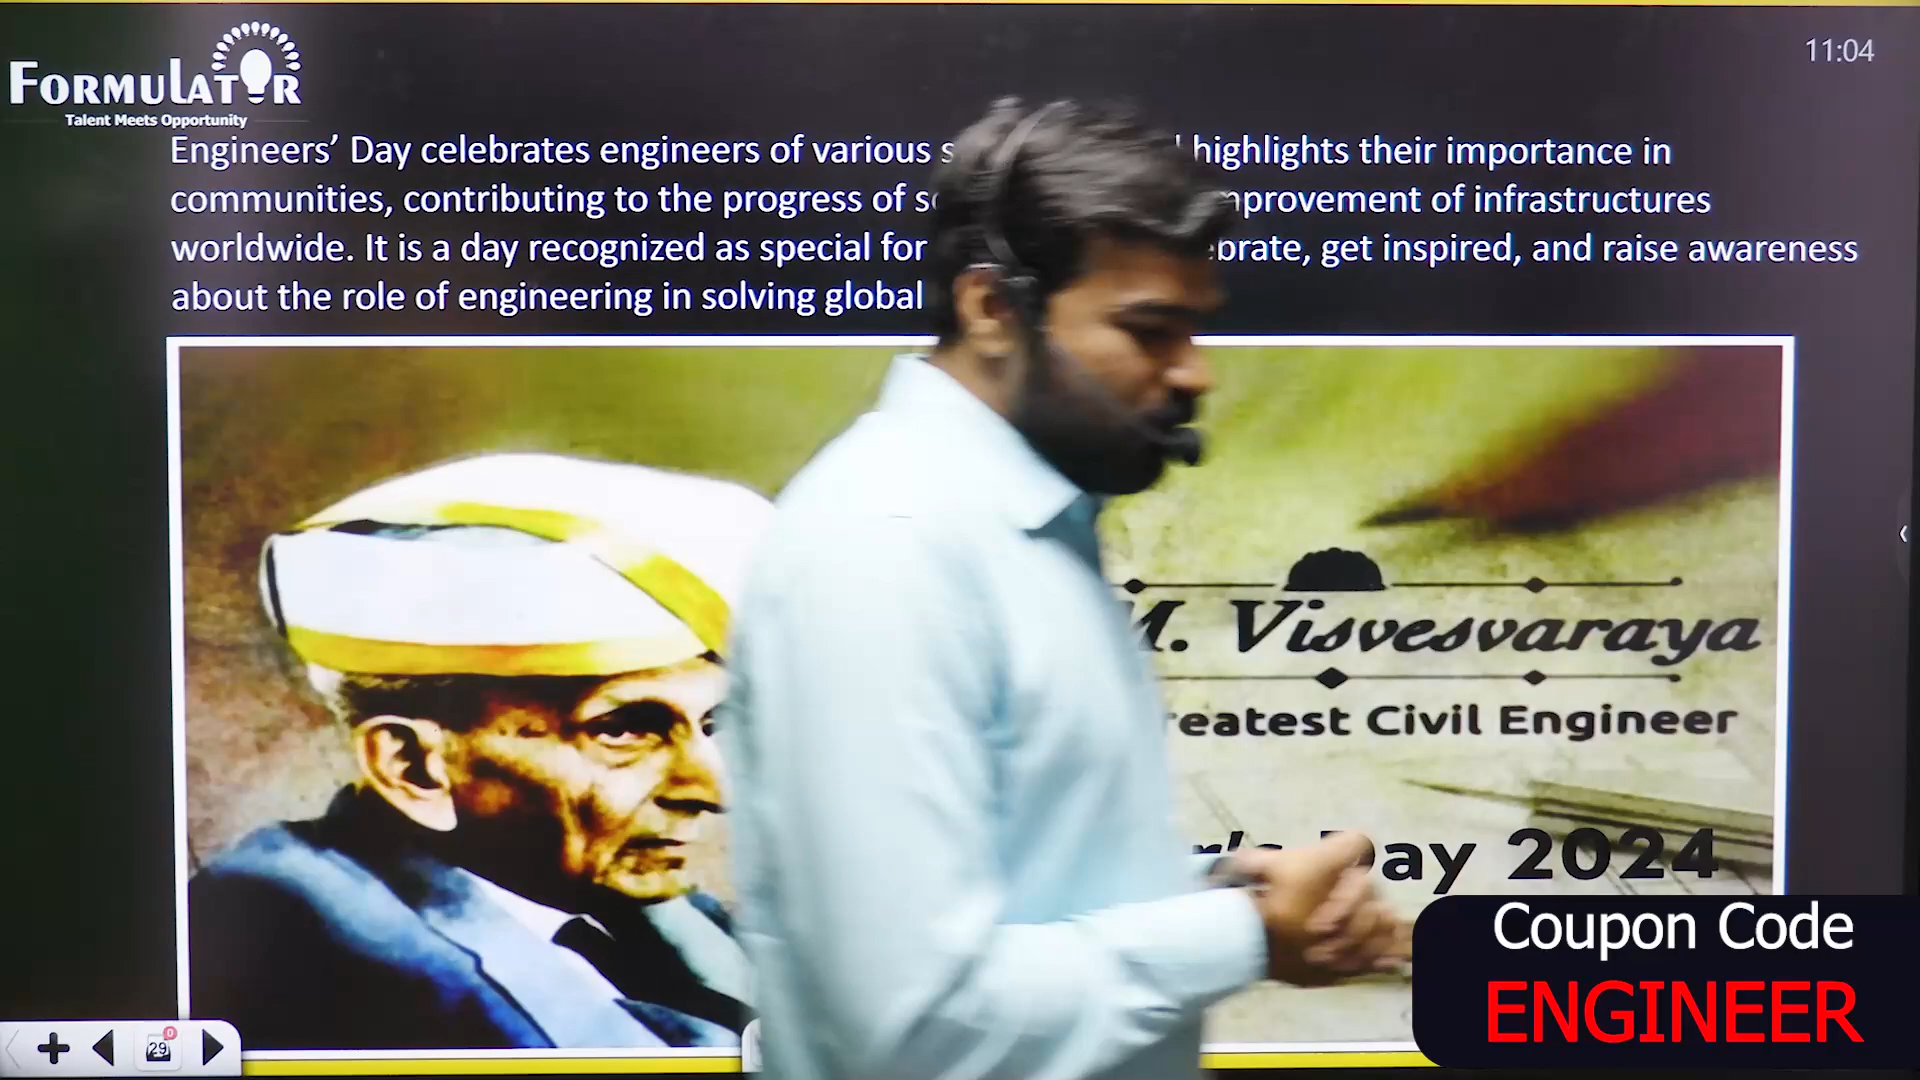 FORMULATOR
Talent Meets Opportunity
11:04
Engineers’ Day celebrates engineers of various highlights their importance in
communities, contributing to the progress of improvement of infrastructures
worldwide. It is a day recognized as special for get inspired, and raise awareness
about the role of engineering in solving global
M. Visvesvaraya
Civil Engineer
Day 2024
29
0
Coupon Code
ENGINEER